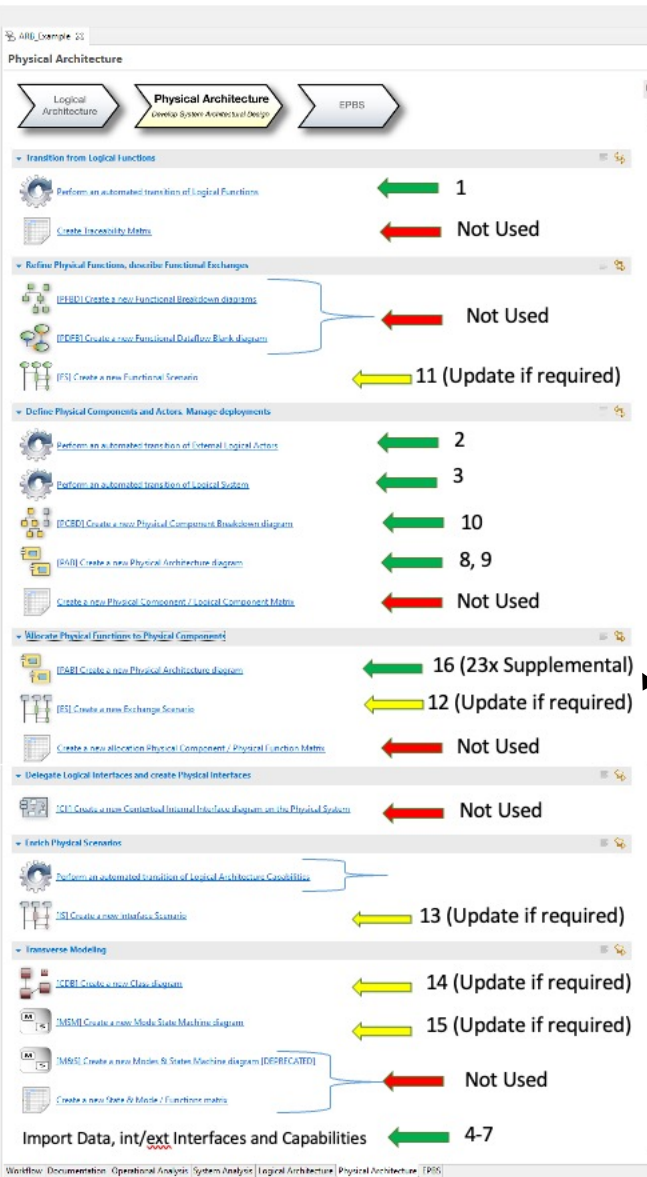 ARB_Example
Physical Architecture
Logical
Architecture
Physical Architecture
Develop System Architectural Design
EPBS
Transition from Logical Functions
Perform an automated transition of Logical Functions
1
Create Traceability Matrix
Not Used
Refine Physical Functions, describe Functional Exchanges
[PFBD] Create a new Functional Breakdown diagrams
Not Used
[PDFB] Create a new Functional Dataflow Blank diagram
[FS] Create a new Functional Scenario
11 (Update if required)
Define Physical Components and Actors, Manage deployments
Perform an automated transition of External Logical Actors
2
Perform an automated transition of Logical System
3
[PCBD] Create a new Physical Component Breakdown diagram
10
[PAB] Create a new Physical Architecture diagram
8, 9
Create a new Physical Component / Logical Component Matrix
Not Used
Allocate Physical Functions to Physical Components
[PAB] Create a new Physical Architecture diagram
16 (23x Supplemental)
[ES] Create a new Exchange Scenario
12 (Update if required)
Create a new allocation Physical Component / Physical Function Matrix
Not Used
Delegate Logical Interfaces and create Physical Interfaces
[CII] Create a new Contextual Internal Interface diagram on the Physical System
Not Used
Enrich Physical Scenarios
Perform an automated transition of Logical Architecture Capabilities
[IS] Create a new Interface Scenario
13 (Update if required)
Transverse Modeling
[CDB] Create a new Class diagram
14 (Update if required)
[MSM] Create a new Mode State Machine diagram
15 (Update if required)
[M&S] Create a new Modes & States Machine diagram [DEPRECATED]
Not Used
Create a new State & Mode / Functions matrix
Import Data, int/ext Interfaces and Capabilities
4-7
Workflow Documentation Operational Analysis System Analysis Logical Architecture Physical Architecture EPBS